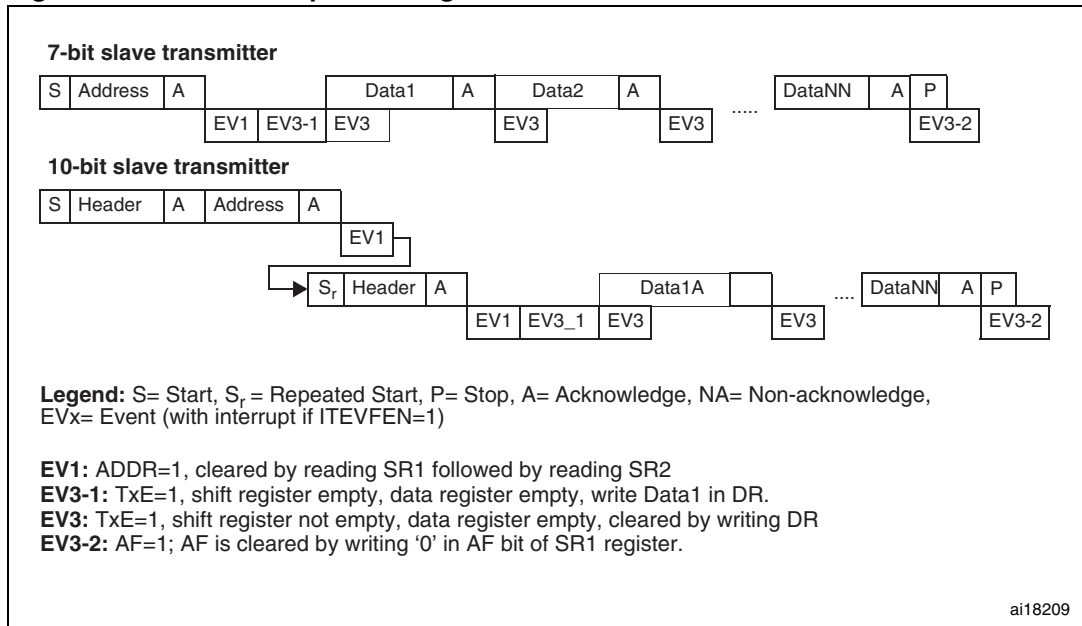 7-bit slave transmitter
S Address A Data1 A Data2 A ..... DataNN A P
EV1 EV3-1 EV3 EV3 EV3 EV3-2
10-bit slave transmitter
S Header A Address A
EV1
Sr Header A Data1A .... DataNN A P
EV1 EV3_1 EV3 EV3 EV3-2
Legend: S= Start, Sr = Repeated Start, P= Stop, A= Acknowledge, NA= Non-acknowledge,
EVx= Event (with interrupt if ITEVFEN=1)
EV1: ADDR=1, cleared by reading SR1 followed by reading SR2
EV3-1: TxE=1, shift register empty, data register empty, write Data1 in DR.
EV3: TxE=1, shift register not empty, data register empty, cleared by writing DR
EV3-2: AF=1; AF is cleared by writing ‘0’ in AF bit of SR1 register.
ai18209